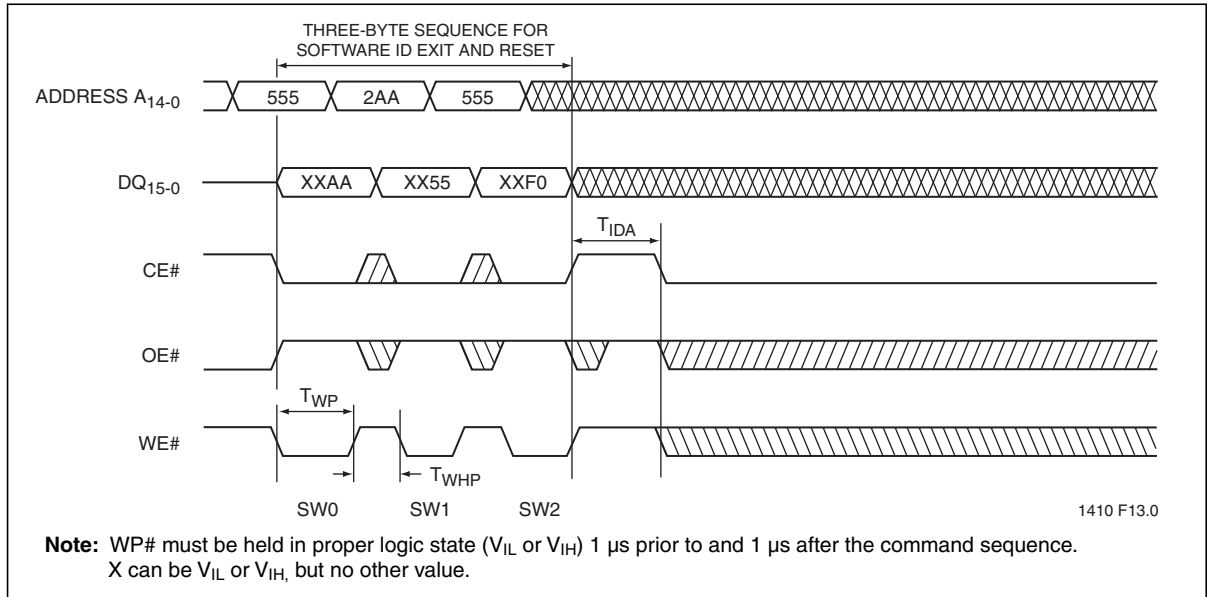 THREE-BYTE SEQUENCE FOR
SOFTWARE ID EXIT AND RESET
ADDRESS A14-0
555
2AA
555
DQ15-0
XXAA
XX55
XXF0
TIDA
CE#
OE#
TWP
WE#
TWHP
SW0
SW1
SW2
1410 F13.0
Note: WP# must be held in proper logic state (VIL or VIH) 1 µs prior to and 1 µs after the command sequence.
X can be VIL or VIH, but no other value.